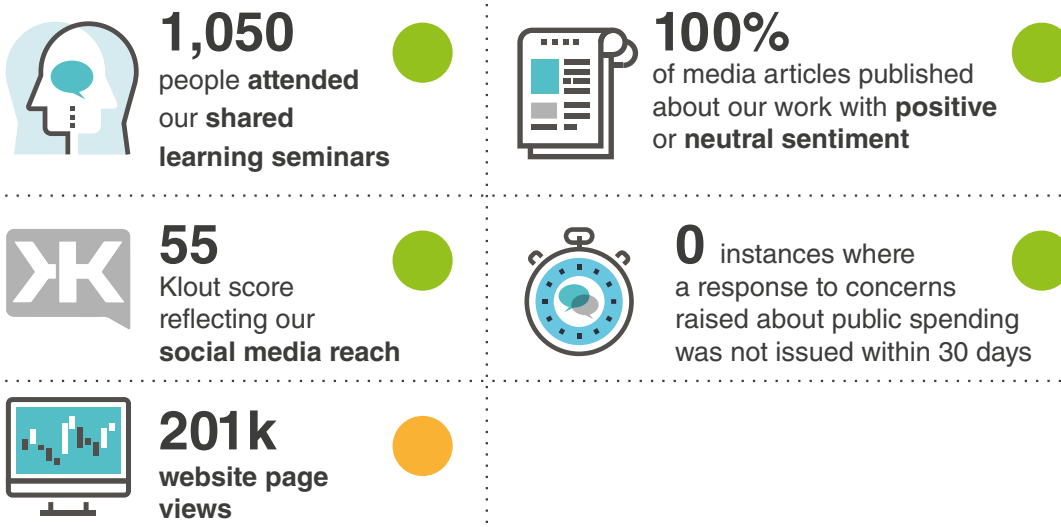 1,050
people attended
our shared
learning seminars
100%
of media articles published
about our work with positive
or neutral sentiment
55
Klout score
reflecting our
social media reach
0 instances where
a response to concerns
raised about public spending
was not issued within 30 days
201k
website page
views